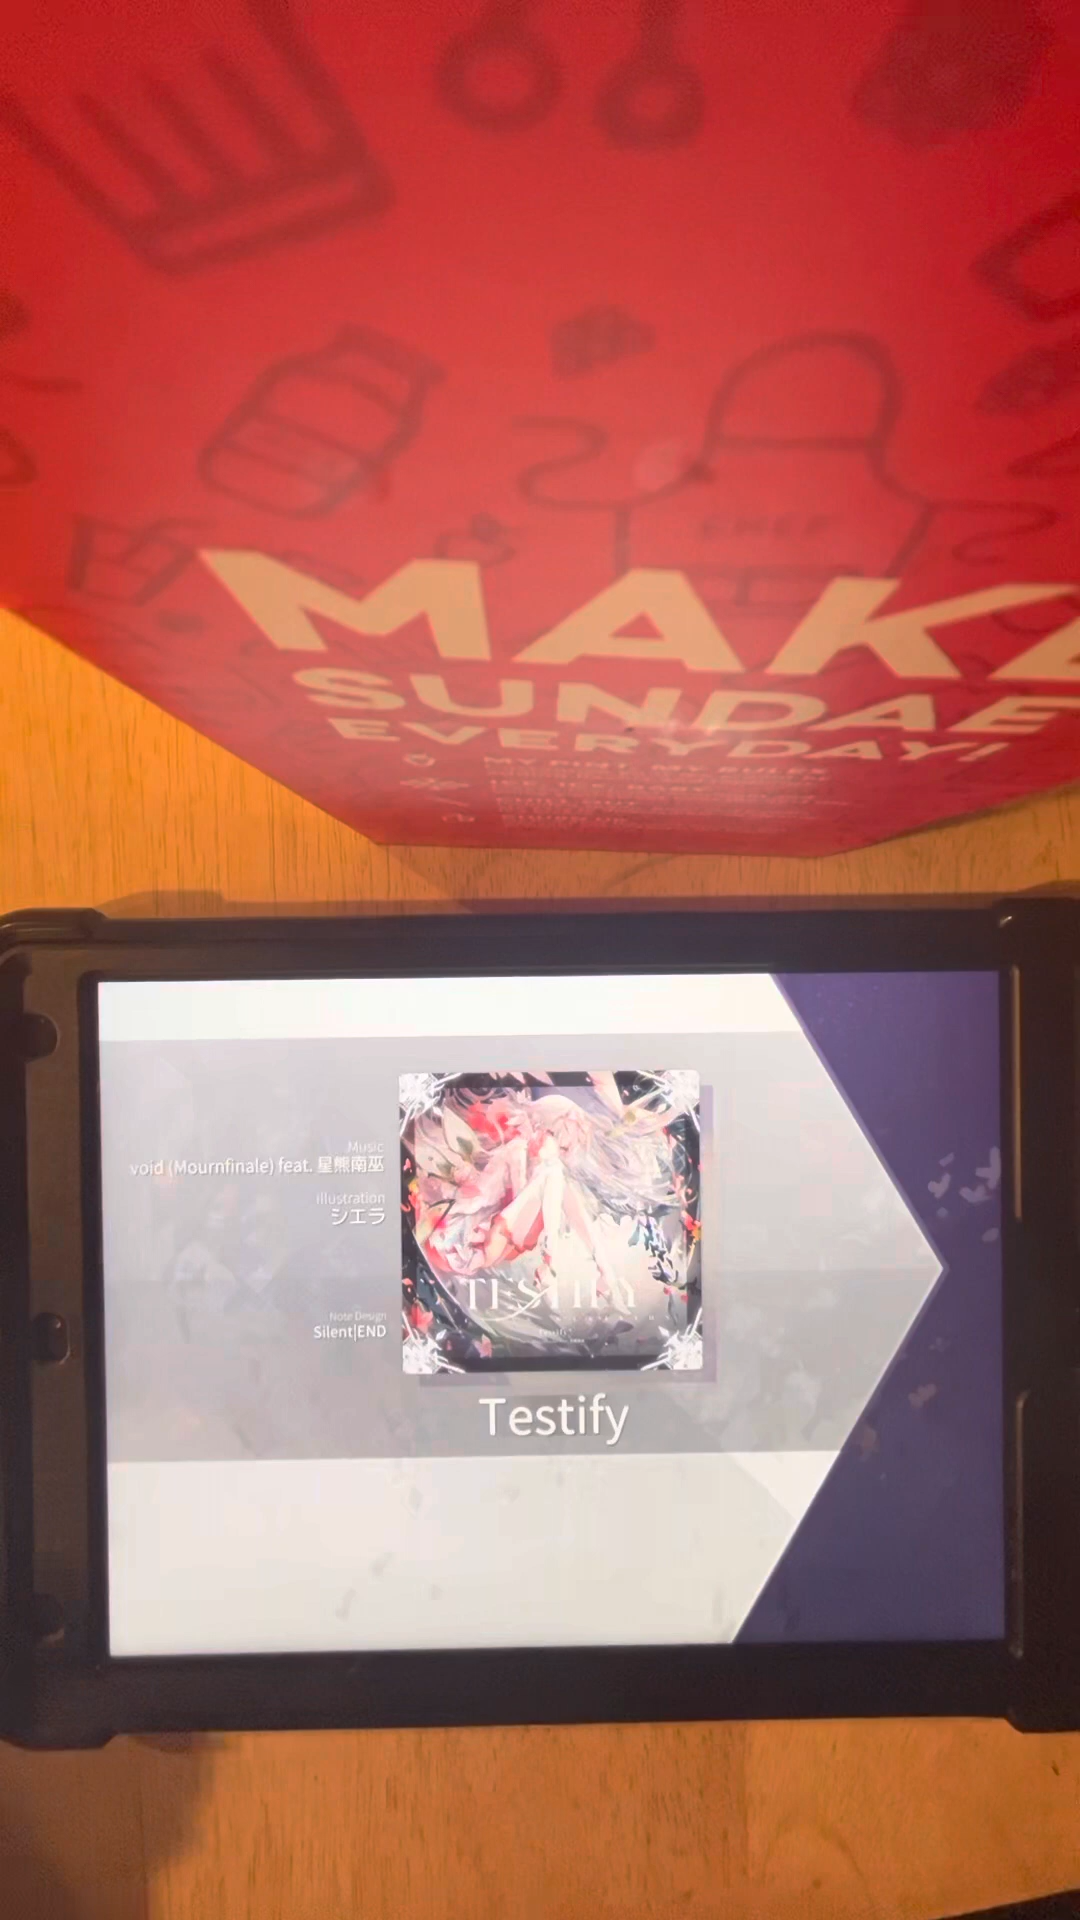 CHEF
MAKE
SUNDAE
EVERYDAY!
Music
void (Mournfinale) feat. 星熊南巫
Illustration
シエラ
Note Design
Silent|END
TESTIFY
Testify